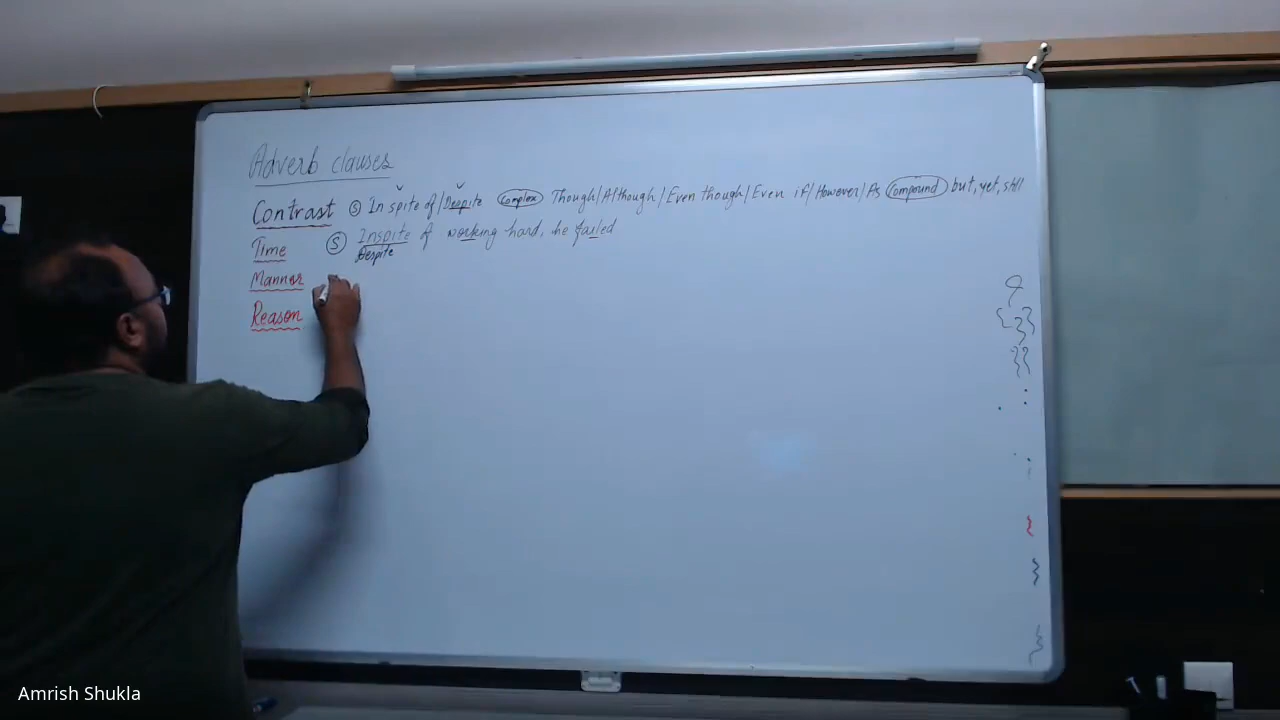 Adverb clauses
Contrast Ⓢ In spite of / Despite Complex Though / Although / Even though / Even if / However / As Compound but, yet, still
Time Ⓢ Inspite of working hard, he failed
Despite
Manner
Reason
Amrish Shukla